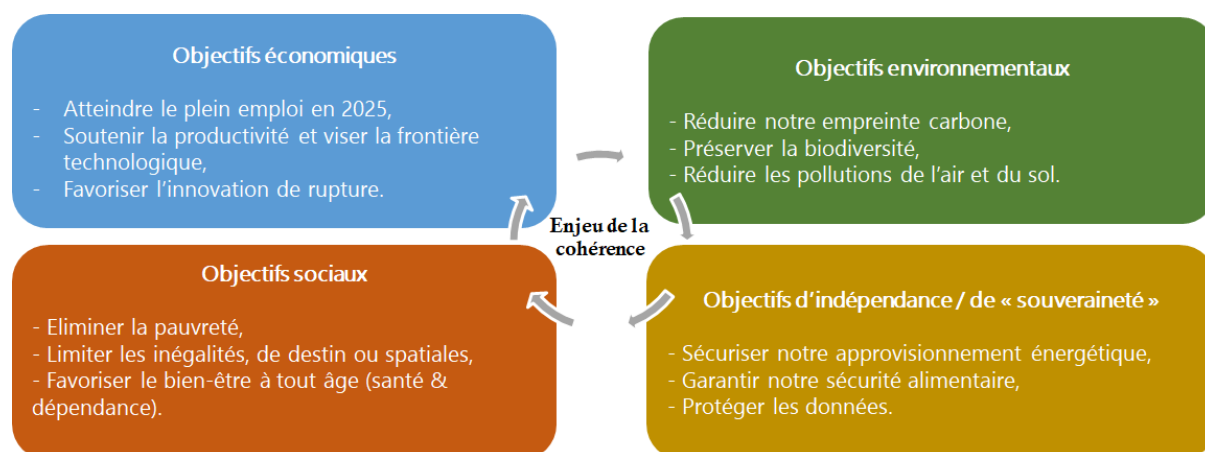 Objectifs économiques
- Atteindre le plein emploi en 2025,
- Soutenir la productivité et viser la frontière
technologique,
- Favoriser l’innovation de rupture.
Objectifs environnementaux
- Réduire notre empreinte carbone,
- Préserver la biodiversité,
- Réduire les pollutions de l’air et du sol.
Enjeu de la
cohérence
Objectifs sociaux
- Eliminer la pauvreté,
- Limiter les inégalités, de destin ou spatiales,
- Favoriser le bien-être à tout âge (santé &
dépendance).
Objectifs d’indépendance / de « souveraineté »
- Sécuriser notre approvisionnement énergétique,
- Garantir notre sécurité alimentaire,
- Protéger les données.